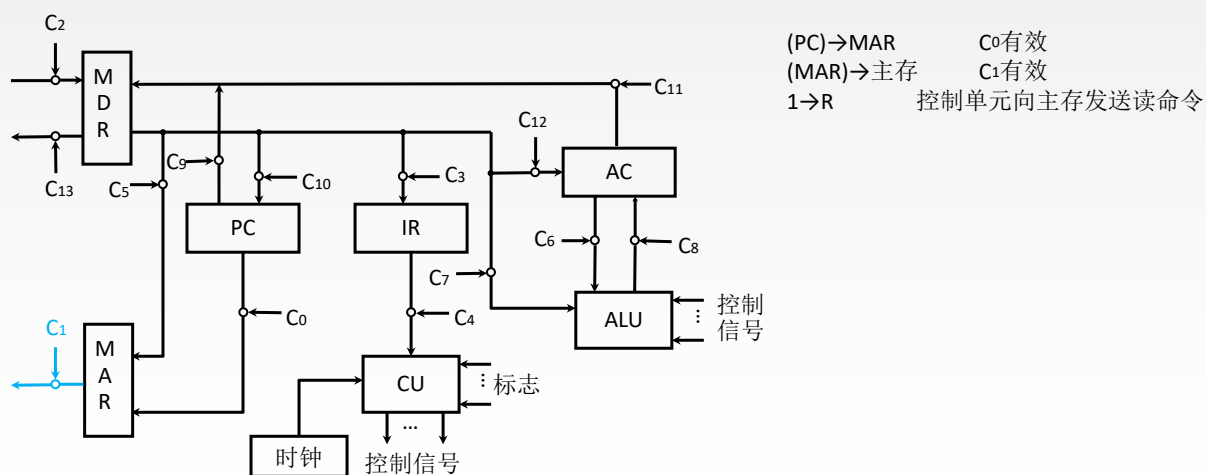 C2
(PC)→MAR C0有效
(MAR)→主存 C1有效
1→R 控制单元向主存发送读命令
MDR
C11
C12
C9
AC
C13
C5
C10
C3
PC
IR
C6
C8
C7
C1
C0
C4
ALU
控制
⋮ 信号
MAR
CU
⋮ 标志
...
时钟
控制信号